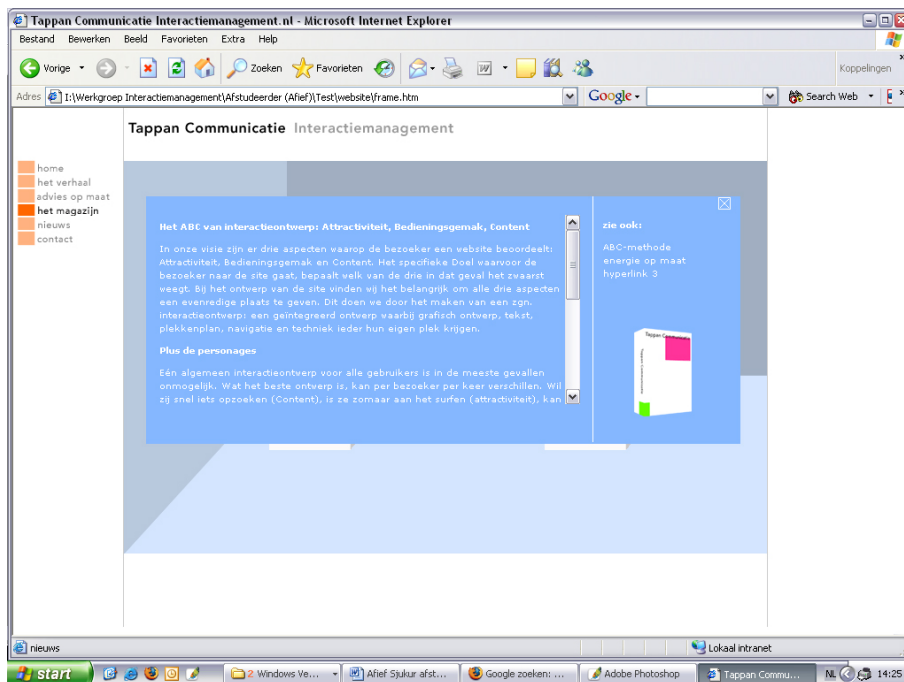 Tappan Communicatie Interactiemanagement.nl - Microsoft Internet Explorer
Bestand Bewerken Beeld Favorieten Extra Help
Vorige Zoeken Favorieten Koppelingen
Adres I:\Werkgroep Interactiemanagement\Afstudeerder (Afief)\Test\website\frame.htm Google Search Web
Tappan Communicatie Interactiemanagement
home
het verhaal
advies op maat
het magazijn
nieuws
contact
Het ABC van interactieontwerp: Attractiviteit, Bedieningsgemak, Content
In onze visie zijn er drie aspecten waarop de bezoeker een website beoordeelt:
Attractiviteit, Bedieningsgemak en Content. Het specifieke Doel waarvoor de
bezoeker naar de site gaat, bepaalt welk van de drie in dat geval het zwaarst
weegt. Bij het ontwerp van de site vinden wij het belangrijk om alle drie aspecten
een evenredige plaats te geven. Dit doen we door het maken van een zgn.
interactieontwerp: een geïntegreerd ontwerp waarbij grafisch ontwerp, tekst,
plekkenplan, navigatie en techniek ieder hun eigen plek krijgen.
Plus de personages
Eén algemeen interactieontwerp voor alle gebruikers is in de meeste gevallen
onmogelijk. Wat het beste ontwerp is, kan per bezoeker per keer verschillen. Wil
zij snel iets opzoeken (Content), is ze zomaar aan het surfen (attractiviteit), kan
zie ook:
ABC-methode
energie op maat
hyperlink 3
Tappan Communicatie
Tappan Communicatie
nieuws Lokaal intranet
start 2 Windows Ve... Afief Sjukur afst... Google zoeken: ... Adobe Photoshop Tappan Commu... NL 14:25